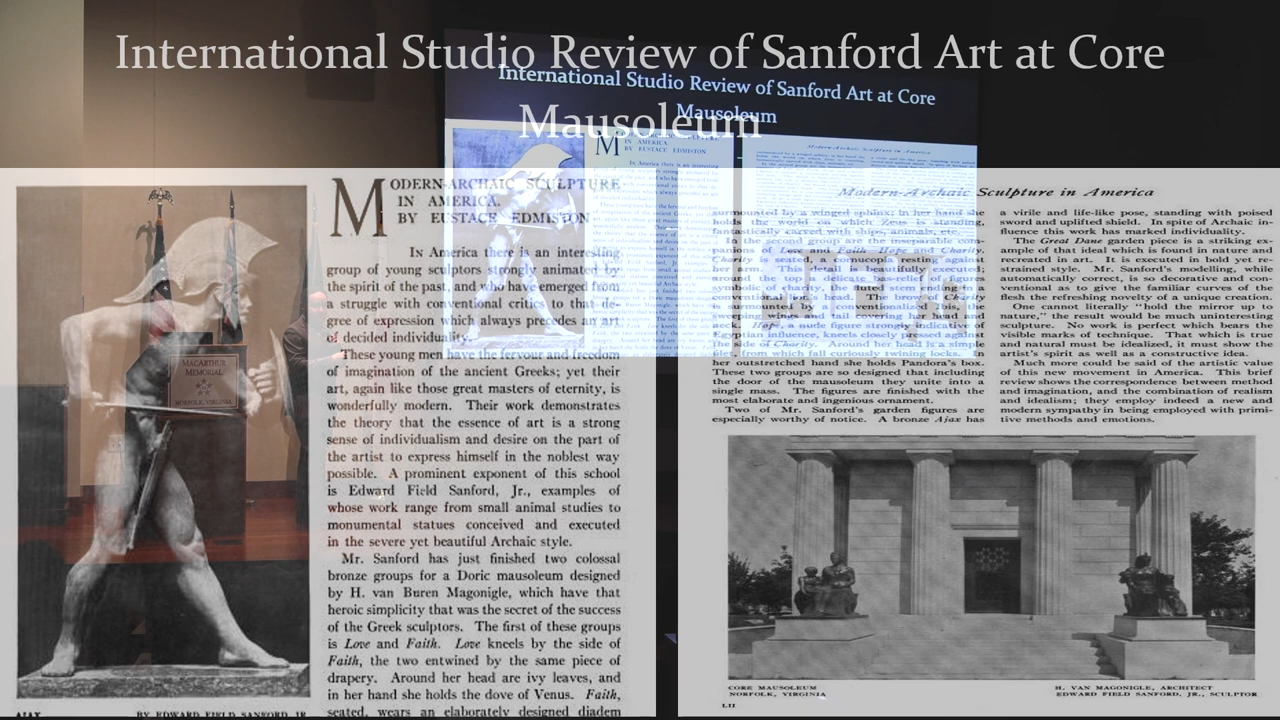 International Studio Review of Sanford Art at Core
Mausoleum
International Studio Review of Sanford Art at Core
Mausoleum
MODERN-ARCHAIC SCULPTURE
IN AMERICA.
BY EUSTACE EDMISTON
In America there is an interesting
group of young sculptors strongly animated by
the spirit of the past, and who have emerged from
a struggle with conventional critics to that de-
gree of expression which always precedes an art
of decided individuality.
These young men have the fervour and freedom
of imagination of the ancient Greeks; yet their
art, again like those great masters of eternity, is
wonderfully modern. Their work demonstrates
the theory that the essence of art is a strong
sense of individualism and desire on the part of
the artist to express himself in the noblest way
possible. A prominent exponent of this school
is Edward Field Sanford, Jr., examples of
whose work range from small animal studies to
monumental statues conceived and executed
in the severe yet beautiful Archaic style.
Mr. Sanford has just finished two colossal
bronze groups for a Doric mausoleum designed
by H. van Buren Magonigle, which have that
heroic simplicity that was the secret of the success
of the Greek sculptors. The first of these groups
is Love and Faith. Love kneels by the side of
Faith, the two entwined by the same piece of
drapery. Around her head are ivy leaves, and
in her hand she holds the dove of Venus. Faith,
seated, wears an elaborately designed diadem
AJAX BY EDWARD FIELD SANFORD, JR.
MACARTHUR
MEMORIAL
NORFOLK, VIRGINIA
Modern-Archaic Sculpture in America
surmounted by a winged sphinx; in her hand she
holds the world on which Zeus is standing,
fantastically carved with ships, animals, etc.
In the second group are the inseparable com-
panions of Love and Faith—Hope and Charity.
Charity is seated, a cornucopia resting against
her arm. This detail is beautifully executed;
around the top a delicate bas-relief of figures
symbolic of charity, the lower stem ending in a
conventional head. The brow of Charity
is surmounted by a conventionalized ibis, the
sweeping wings and tail covering her head and
neck. Hope, a nude figure strongly indicative of
Egyptian influence, kneels closely pressed against
the side of Charity. Around her head is a simple
from which fall curiously twining locks. In
her outstretched hand she holds Pandora's box.
These two groups are so designed that including
the door of the mausoleum they unite into a
single mass. The figures are finished with the
most elaborate and ingenious ornament.
Two of Mr. Sanford's garden figures are
especially worthy of notice. A bronze Ajax has
a virile and life-like pose, standing with poised
sword and uplifted shield. In spite of Archaic in-
fluence this work has marked individuality.
The Great Dane garden piece is a striking ex-
ample of that ideal which is found in nature and
recreated in art. It is executed in bold yet re-
strained style. Mr. Sanford's modelling, while
automatically correct, is so decorative and con-
ventional as to give the familiar curves of the
flesh the refreshing novelty of a unique creation.
One cannot literally "hold the mirror up to
nature," the result would be much uninteresting
sculpture. No work is perfect which bears the
visible marks of technique. That which is true
and natural must be idealized, it must show the
artist's spirit as well as a constructive idea.
Much more could be said of the artistic value
of this new movement in America. This brief
review shows the correspondence between method
and imagination, and the combination of realism
and idealism; they employ indeed a new and
modern sympathy in being employed with primi-
tive methods and emotions.
CORE MAUSOLEUM
NORFOLK, VIRGINIA
H. VAN MAGONIGLE, ARCHITECT
EDWARD FIELD SANFORD, JR., SCULPTOR
LII